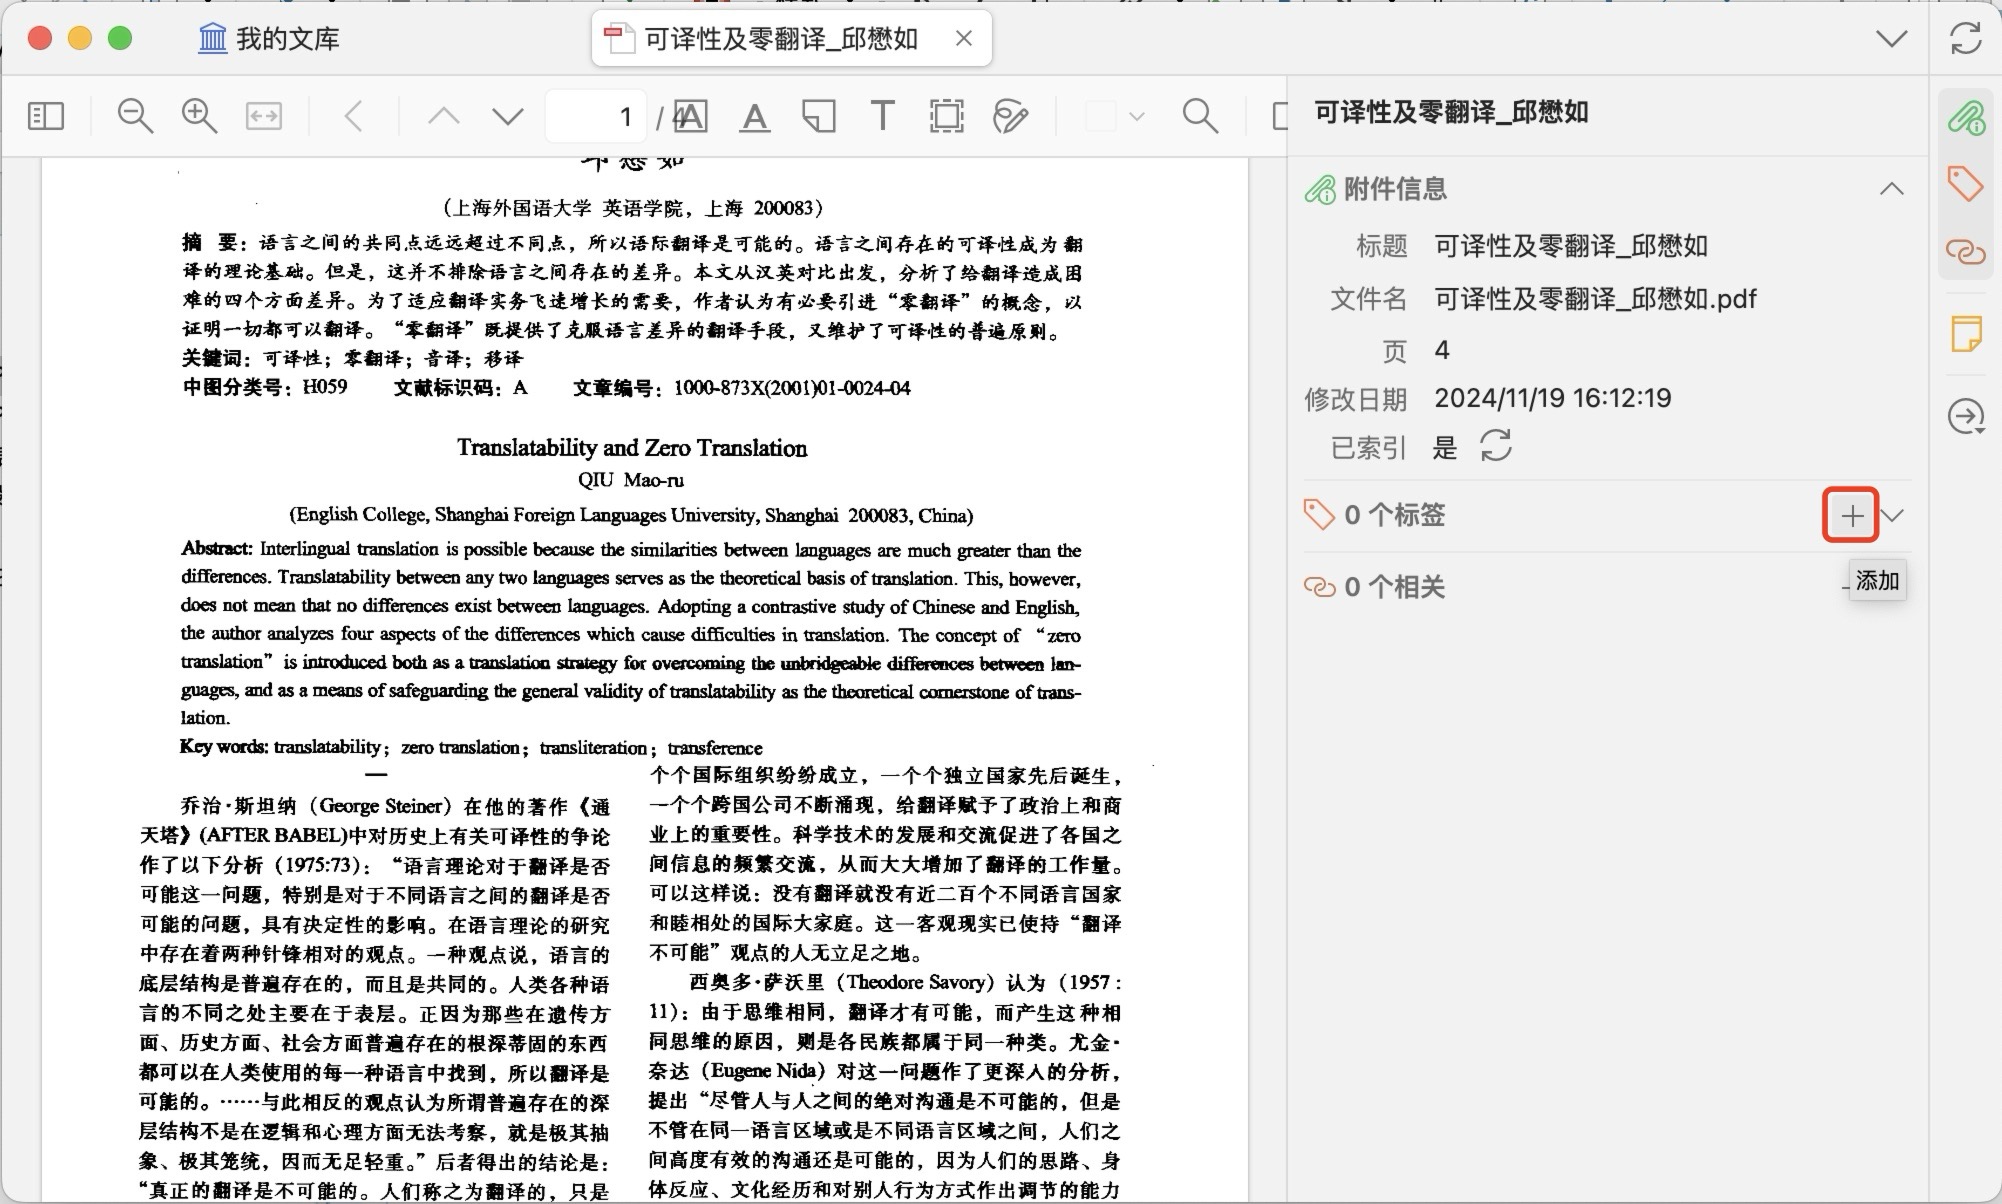 我的文库
可译性及零翻译_邱懋如
1 / 4
邱懋如
(上海外国语大学 英语学院，上海 200083)
摘 要：语言之间的共同点远远超过不同点，所以语际翻译是可能的。语言之间存在的可译性成为翻
译的理论基础。但是，这并不排除语言之间存在的差异。本文从汉英对比出发，分析了给翻译造成困
难的四个方面差异。为了适应翻译实务飞速增长的需要，作者认为有必要引进“零翻译”的概念，以
证明一切都可以翻译。“零翻译”既提供了克服语言差异的翻译手段，又维护了可译性的普遍原则。
关键词：可译性；零翻译；音译；移译
中图分类号：H059 文献标识码：A 文章编号：1000-873X(2001)01-0024-04
Translatability and Zero Translation
QIU Mao-ru
(English College, Shanghai Foreign Languages University, Shanghai 200083, China)
Abstract: Interlingual translation is possible because the similarities between languages are much greater than the
differences. Translatability between any two languages serves as the theoretical basis of translation. This, however,
does not mean that no differences exist between languages. Adopting a contrastive study of Chinese and English,
the author analyzes four aspects of the differences which cause difficulties in translation. The concept of “zero
translation” is introduced both as a translation strategy for overcoming the unbridgeable differences between lan-
guages, and as a means of safeguarding the general validity of translatability as the theoretical cornerstone of trans-
lation.
Key words: translatability; zero translation; transliteration; transference
一
乔治·斯坦纳（George Steiner）在他的著作《通
天塔》(AFTER BABEL)中对历史上有关可译性的争论
作了以下分析（1975:73）：“语言理论对于翻译是否
可能这一问题，特别是对于不同语言之间的翻译是否
可能的问题，具有决定性的影响。在语言理论的研究
中存在着两种针锋相对的观点。一种观点说，语言的
底层结构是普遍存在的，而且是共同的。人类各种语
言的不同之处主要在于表层。正因为那些在遗传方
面、历史方面、社会方面普遍存在的根深蒂固的东西
都可以在人类使用的每一种语言中找到，所以翻译是
可能的。……与此相反的观点认为所谓普遍存在的深
层结构不是在逻辑和心理方面无法考察，就是极其抽
象、极其笼统，因而无足轻重。”后者得出的结论是：
“真正的翻译是不可能的。人们称之为翻译的，只是
个个国际组织纷纷成立，一个个独立国家先后诞生，
一个个跨国公司不断涌现，给翻译赋予了政治上和商
业上的重要性。科学技术的发展和交流促进了各国之
间信息的频繁交流，从而大大增加了翻译的工作量。
可以这样说：没有翻译就没有近二百个不同语言国家
和睦相处的国际大家庭。这一客观现实已使持“翻译
不可能”观点的人无立足之地。
西奥多·萨沃里（Theodore Savory）认为（1957：
11）：由于思维相同，翻译才有可能，而产生这种相
同思维的原因，则是各民族都属于同一种类。尤金·
奈达（Eugene Nida）对这一问题作了更深入的分析，
提出“尽管人与人之间的绝对沟通是不可能的，但是
不管在同一语言区域或是不同语言区域之间，人们之
间高度有效的沟通还是可能的，因为人们的思路、身
体反应、文化经历和对别人行为方式作出调节的能力
可译性及零翻译_邱懋如
附件信息
标题 可译性及零翻译_邱懋如
文件名 可译性及零翻译_邱懋如.pdf
页 4
修改日期 2024/11/19 16:12:19
已索引 是
0 个标签
添加
0 个相关